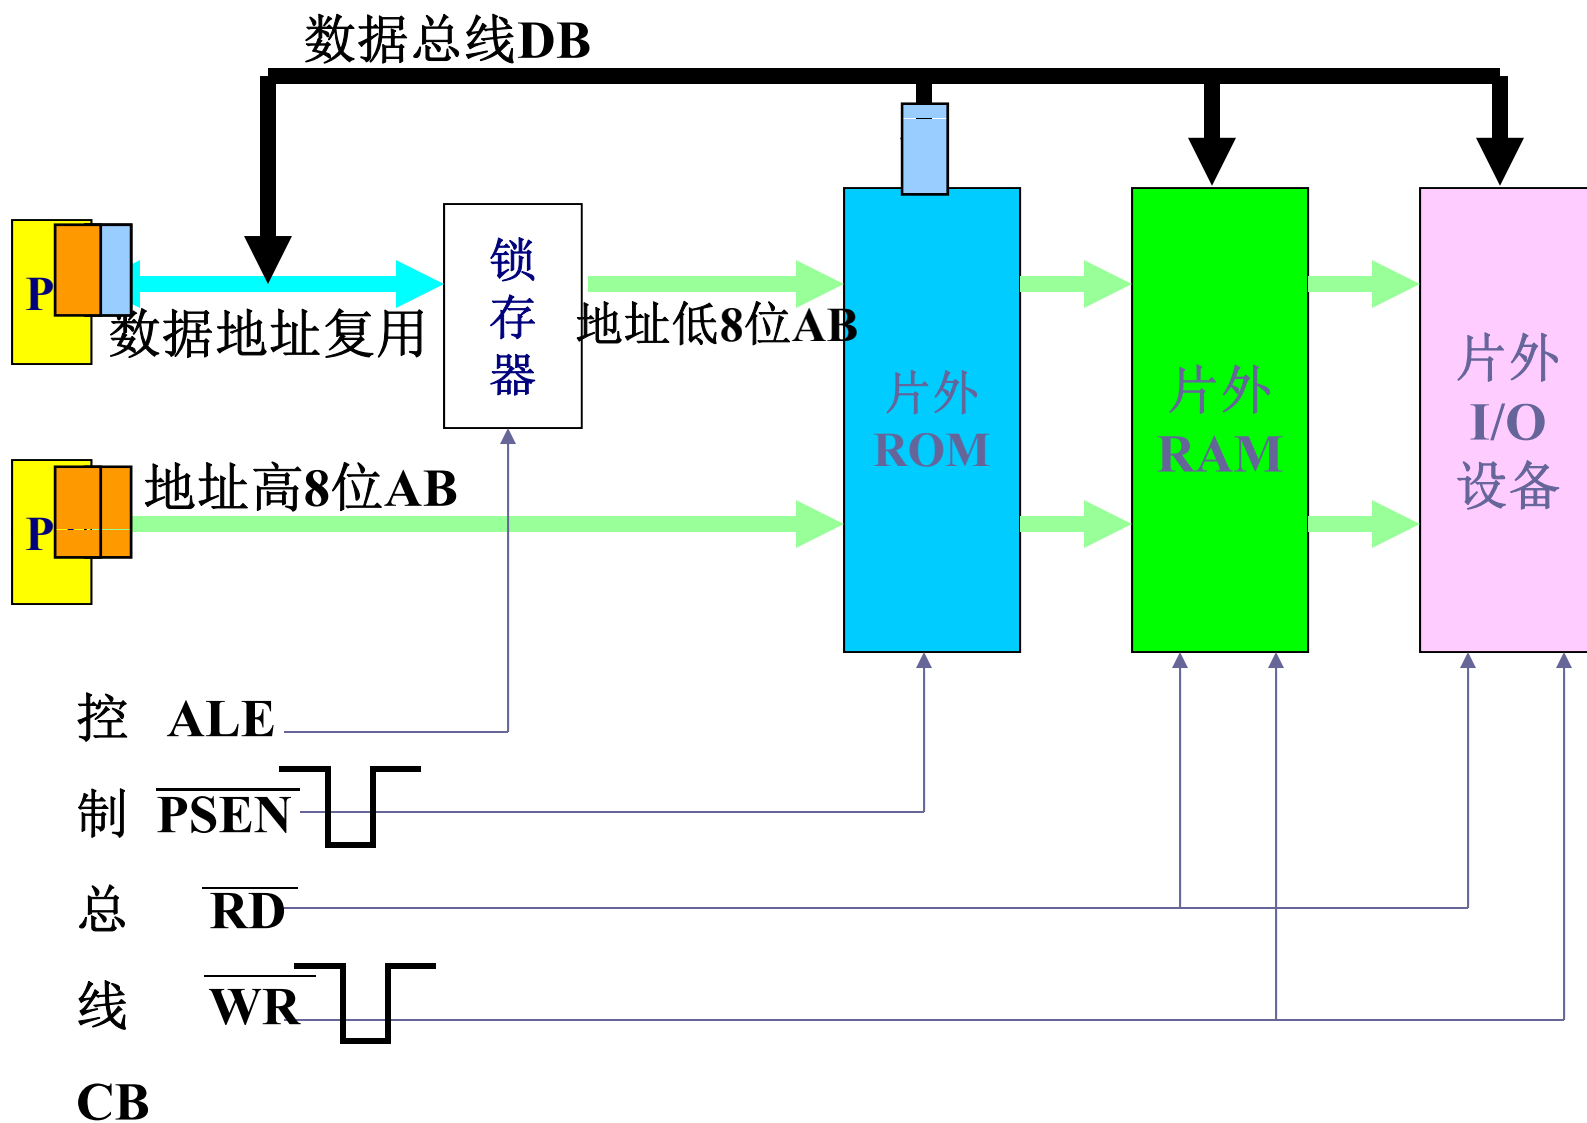 数据总线DB
锁存器
P
数据地址复用
地址低8位AB
片外
ROM
片外
RAM
片外
I/O
设备
地址高8位AB
P
控 ALE
制 PSEN
总 RD
线 WR
CB